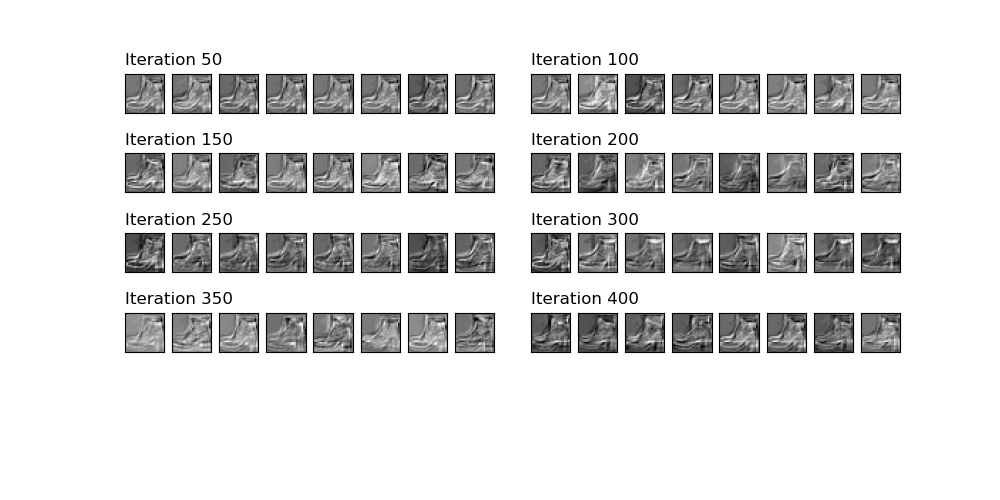 Iteration 50
Iteration 100
Iteration 150
Iteration 200
Iteration 250
Iteration 300
Iteration 350
Iteration 400